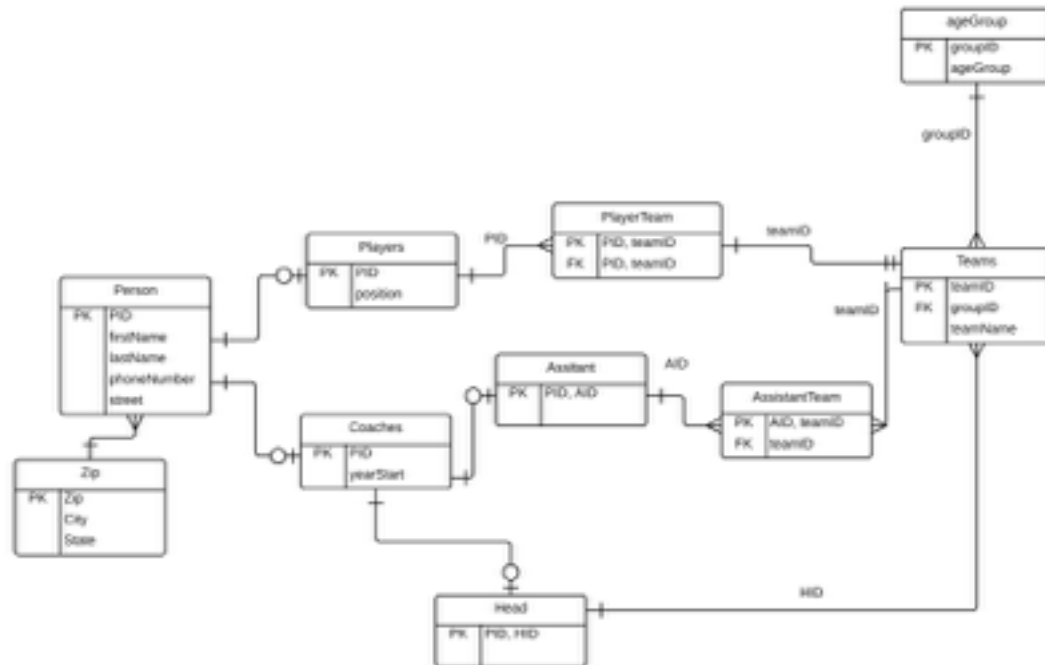 ageGroup
PK groupID
ageGroup
groupID
PlayerTeam
PK PID, teamID
FK PID, teamID
teamID
PID
Players
PK PID
position
Teams
PK teamID
FK groupID
teamName
Person
PK PID
firstName
lastName
phoneNumber
street
teamID
Assitant
PK PID, AID
AID
AssistantTeam
PK AID, teamID
FK teamID
Coaches
PK PID
yearStart
Zip
PK Zip
City
State
HID
Head
PK PID, HID